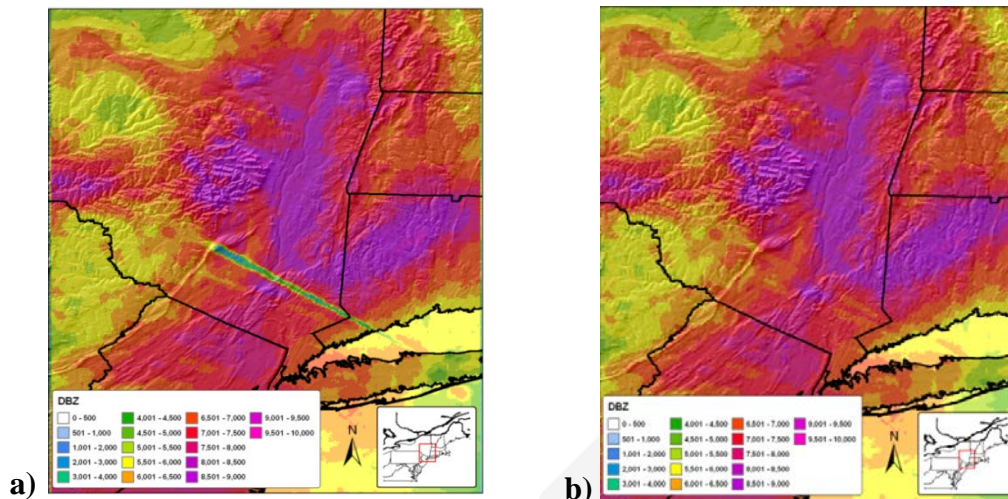 DBZ
0 - 500
501 - 1,000
1,001 - 2,000
2,001 - 3,000
3,001 - 4,000
4,001 - 4,500
4,501 - 5,000
5,001 - 5,500
5,501 - 6,000
6,001 - 6,500
6,501 - 7,000
7,001 - 7,500
7,501 - 8,000
8,001 - 8,500
8,501 - 9,000
9,001 - 9,500
9,501 - 10,000
N
a)
DBZ
0 - 500
501 - 1,000
1,001 - 2,000
2,001 - 3,000
3,001 - 4,000
4,001 - 4,500
4,501 - 5,000
5,001 - 5,500
5,501 - 6,000
6,001 - 6,500
6,501 - 7,000
7,001 - 7,500
7,501 - 8,000
8,001 - 8,500
8,501 - 9,000
9,001 - 9,500
9,501 - 10,000
N
b)